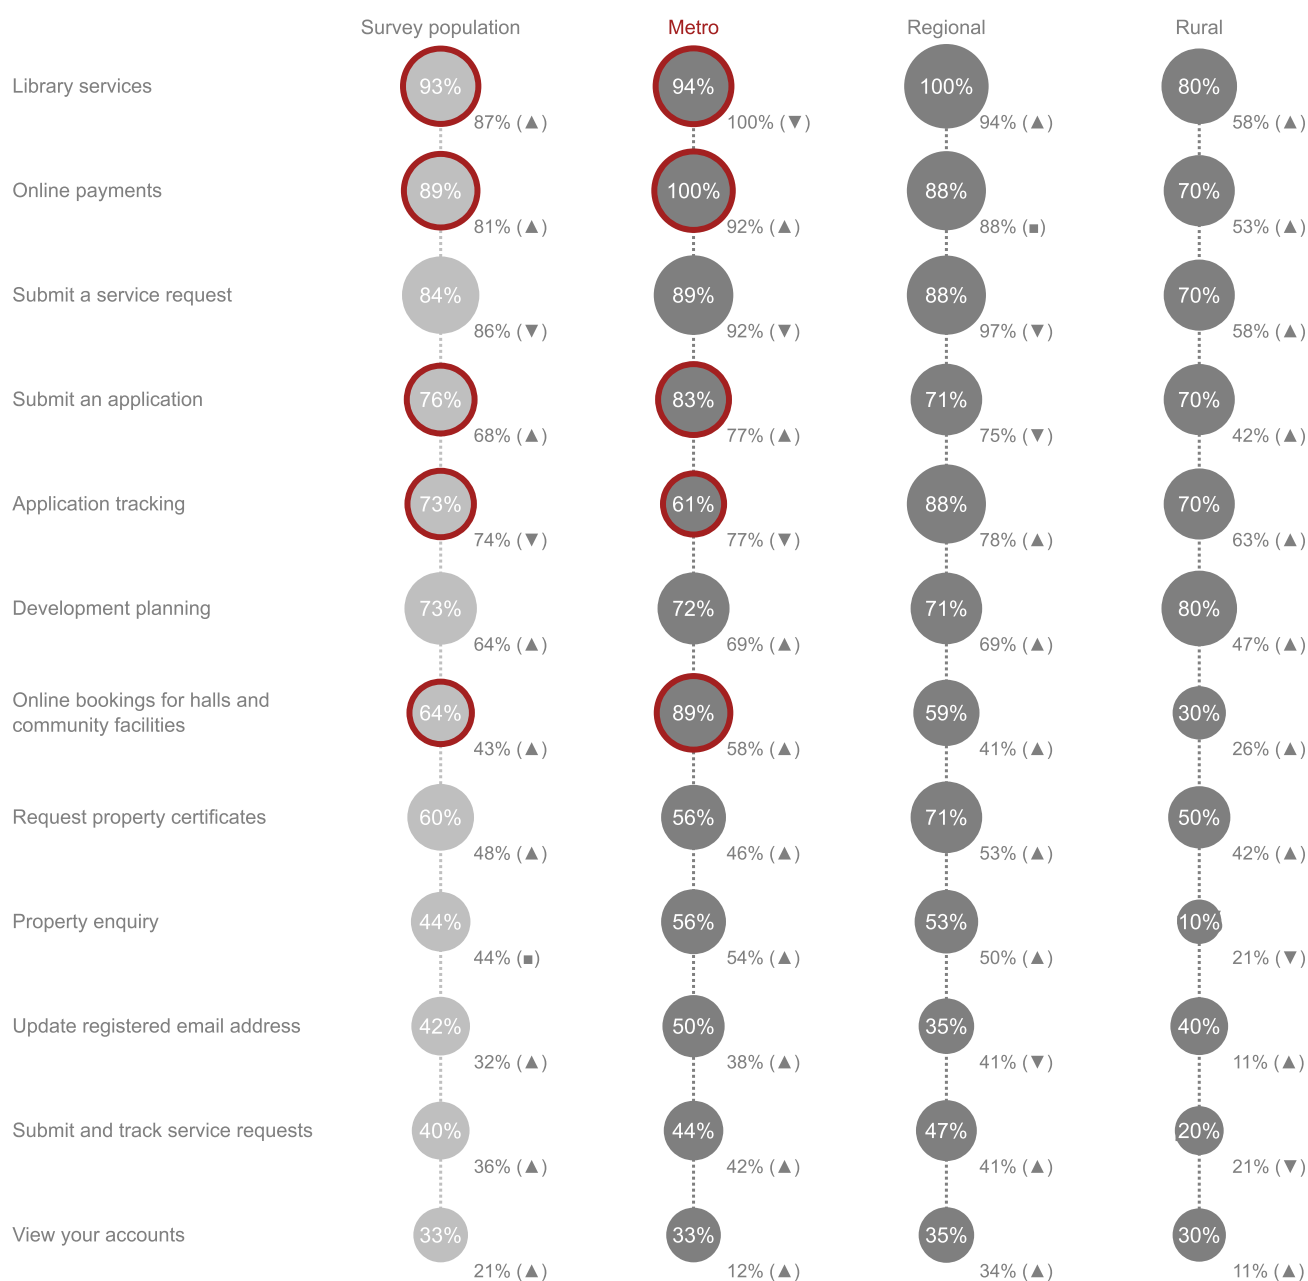 Survey population Metro Regional Rural
Library services 93% 94% 100% 80%
87% (▲) 100% (▼) 94% (▲) 58% (▲)
Online payments 89% 100% 88% 70%
81% (▲) 92% (▲) 88% (■) 53% (▲)
Submit a service request 84% 89% 88% 70%
86% (▼) 92% (▼) 97% (▼) 58% (▲)
Submit an application 76% 83% 71% 70%
68% (▲) 77% (▲) 75% (▼) 42% (▲)
Application tracking 73% 61% 88% 70%
74% (▼) 77% (▼) 78% (▲) 63% (▲)
Development planning 73% 72% 71% 80%
64% (▲) 69% (▲) 69% (▲) 47% (▲)
Online bookings for halls and
community facilities 64% 89% 59% 30%
43% (▲) 58% (▲) 41% (▲) 26% (▲)
Request property certificates 60% 56% 71% 50%
48% (▲) 46% (▲) 53% (▲) 42% (▲)
Property enquiry 44% 56% 53% 10%
44% (■) 54% (▲) 50% (▲) 21% (▼)
Update registered email address 42% 50% 35% 40%
32% (▲) 38% (▲) 41% (▼) 11% (▲)
Submit and track service requests 40% 44% 47% 20%
36% (▲) 42% (▲) 41% (▲) 21% (▼)
View your accounts 33% 33% 35% 30%
21% (▲) 12% (▲) 34% (▲) 11% (▲)